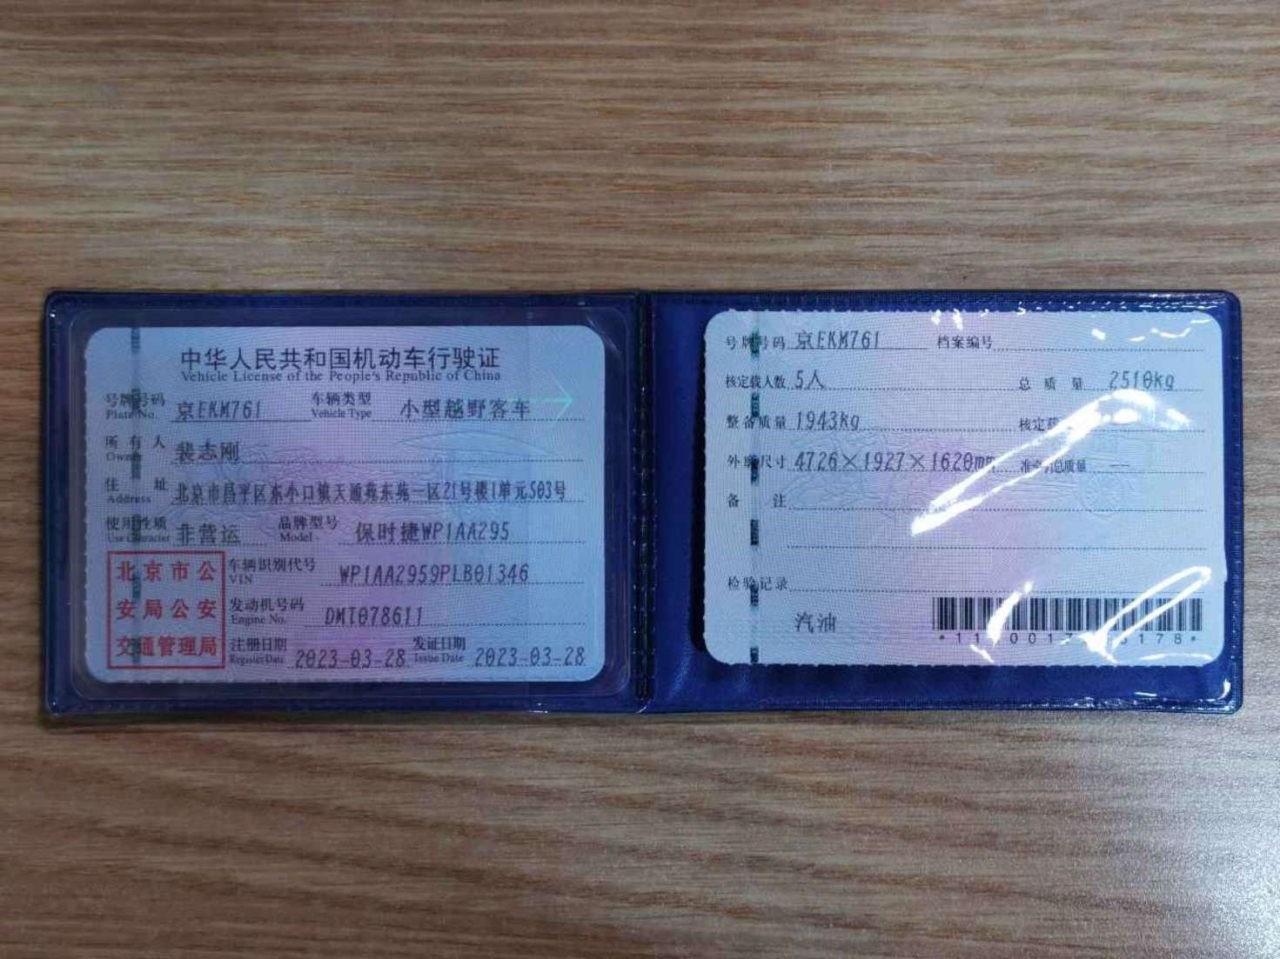 中华人民共和国机动车行驶证
Vehicle License of the People's Republic of China
号牌号码 京EKM761 车辆类型 小型越野客车
Plate No. Vehicle Type
所有人 裴志刚
Owner
住址 北京市昌平区东小口镇天通苑东苑一区21号楼1单元503号
Address
使用性质 非营运 品牌型号 保时捷WP1AA295
Use Character Model
北京市公
安局公安
交通管理局
车辆识别代号 WP1AA2959PLB01346
VIN
发动机号码 DMT078611
Engine No.
注册日期 2023-03-28 发证日期 2023-03-28
Register Date Issue Date
号牌号码 京EKM761 档案编号
核定载人数 5人 总质量 2510kg
整备质量 1943kg 核定载
外廓尺寸 4726×1927×1620mm 准牵引总质量 —
备注
检验记录
汽油